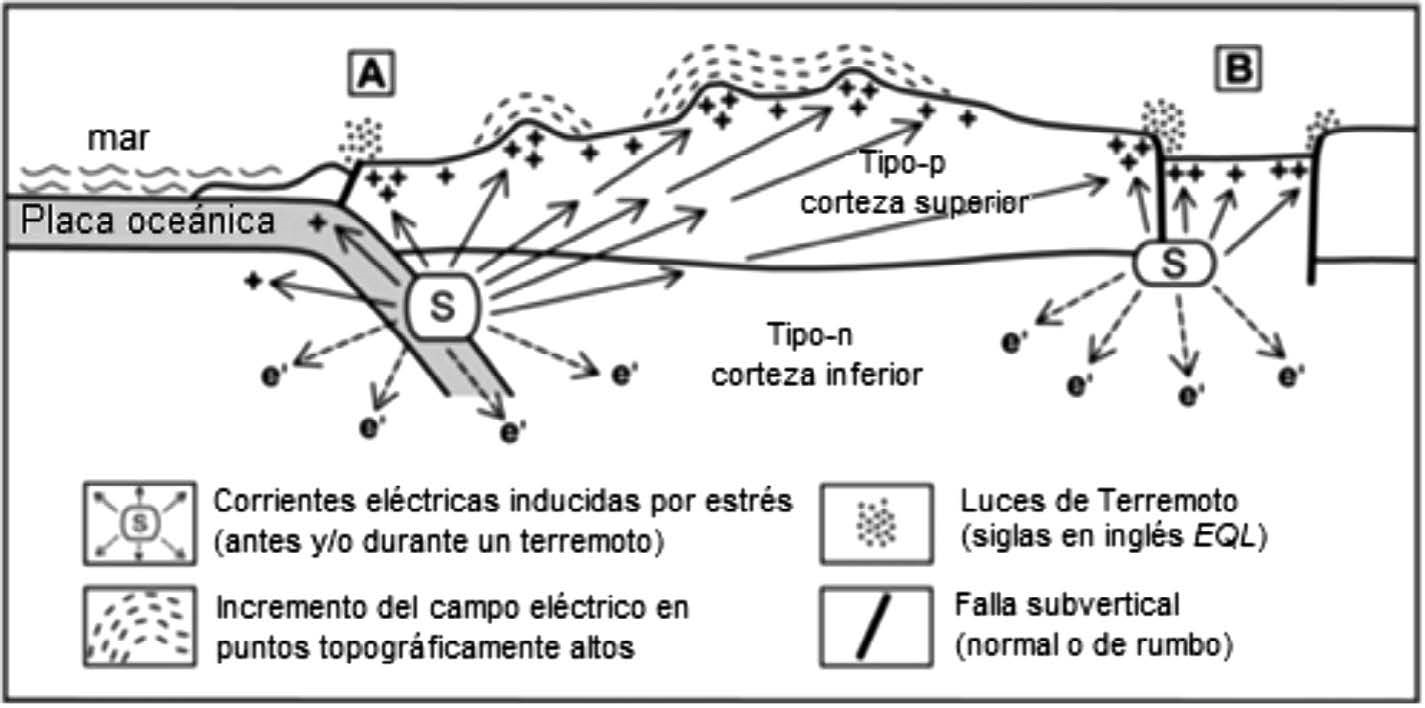 A
B
mar
Placa oceánica
Tipo-p
corteza superior
+
+
S
S
Tipo-n
corteza inferior
e'
e'
e'
e'
e'
e'
e'
e'
Corrientes eléctricas inducidas por estrés
(antes y/o durante un terremoto)
S
Luces de Terremoto
(siglas en inglés EQL)
Incremento del campo eléctrico en
puntos topográficamente altos
Falla subvertical
(normal o de rumbo)